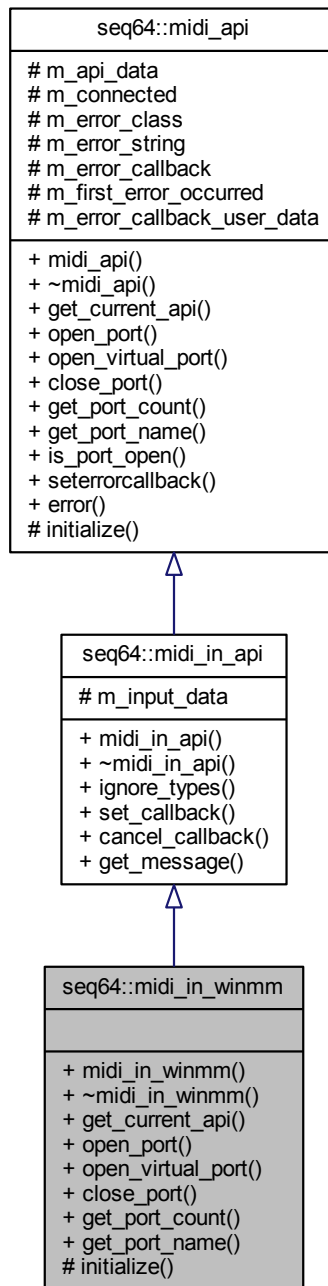 seq64::midi_api
# m_api_data
# m_connected
# m_error_class
# m_error_string
# m_error_callback
# m_first_error_occurred
# m_error_callback_user_data
+ midi_api()
+ ~midi_api()
+ get_current_api()
+ open_port()
+ open_virtual_port()
+ close_port()
+ get_port_count()
+ get_port_name()
+ is_port_open()
+ seterrorcallback()
+ error()
# initialize()
seq64::midi_in_api
# m_input_data
+ midi_in_api()
+ ~midi_in_api()
+ ignore_types()
+ set_callback()
+ cancel_callback()
+ get_message()
seq64::midi_in_winmm
+ midi_in_winmm()
+ ~midi_in_winmm()
+ get_current_api()
+ open_port()
+ open_virtual_port()
+ close_port()
+ get_port_count()
+ get_port_name()
# initialize()